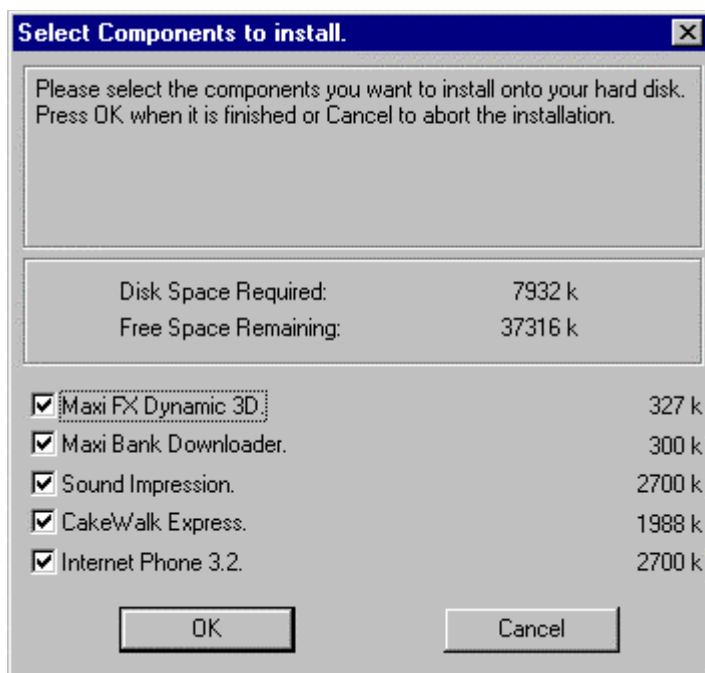 Select Components to install.
Please select the components you want to install onto your hard disk.
Press OK when it is finished or Cancel to abort the installation.
Disk Space Required: 7932 k
Free Space Remaining: 37316 k
Maxi FX Dynamic 3D. 327 k
Maxi Bank Downloader. 300 k
Sound Impression. 2700 k
CakeWalk Express. 1988 k
Internet Phone 3.2. 2700 k
OK Cancel